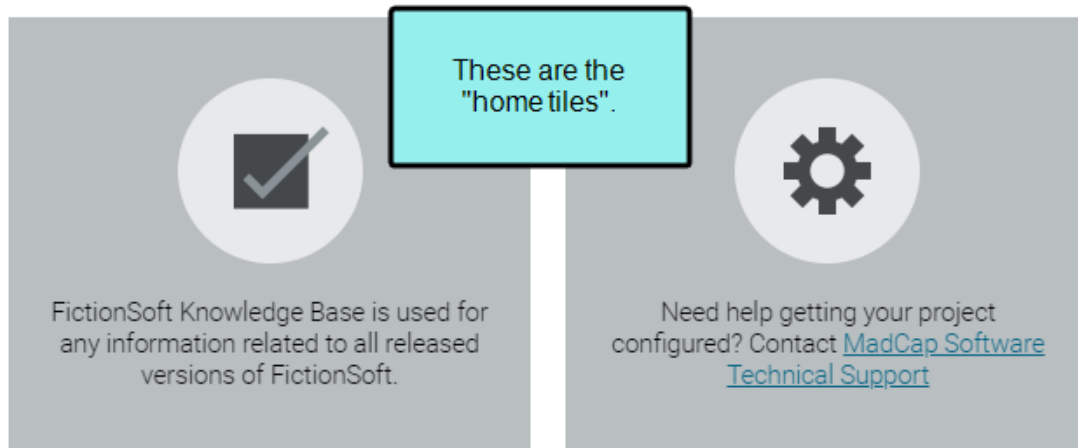 These are the
"home tiles".
FictionSoft Knowledge Base is used for
any information related to all released
versions of FictionSoft.
Need help getting your project
configured? Contact MadCap Software
Technical Support